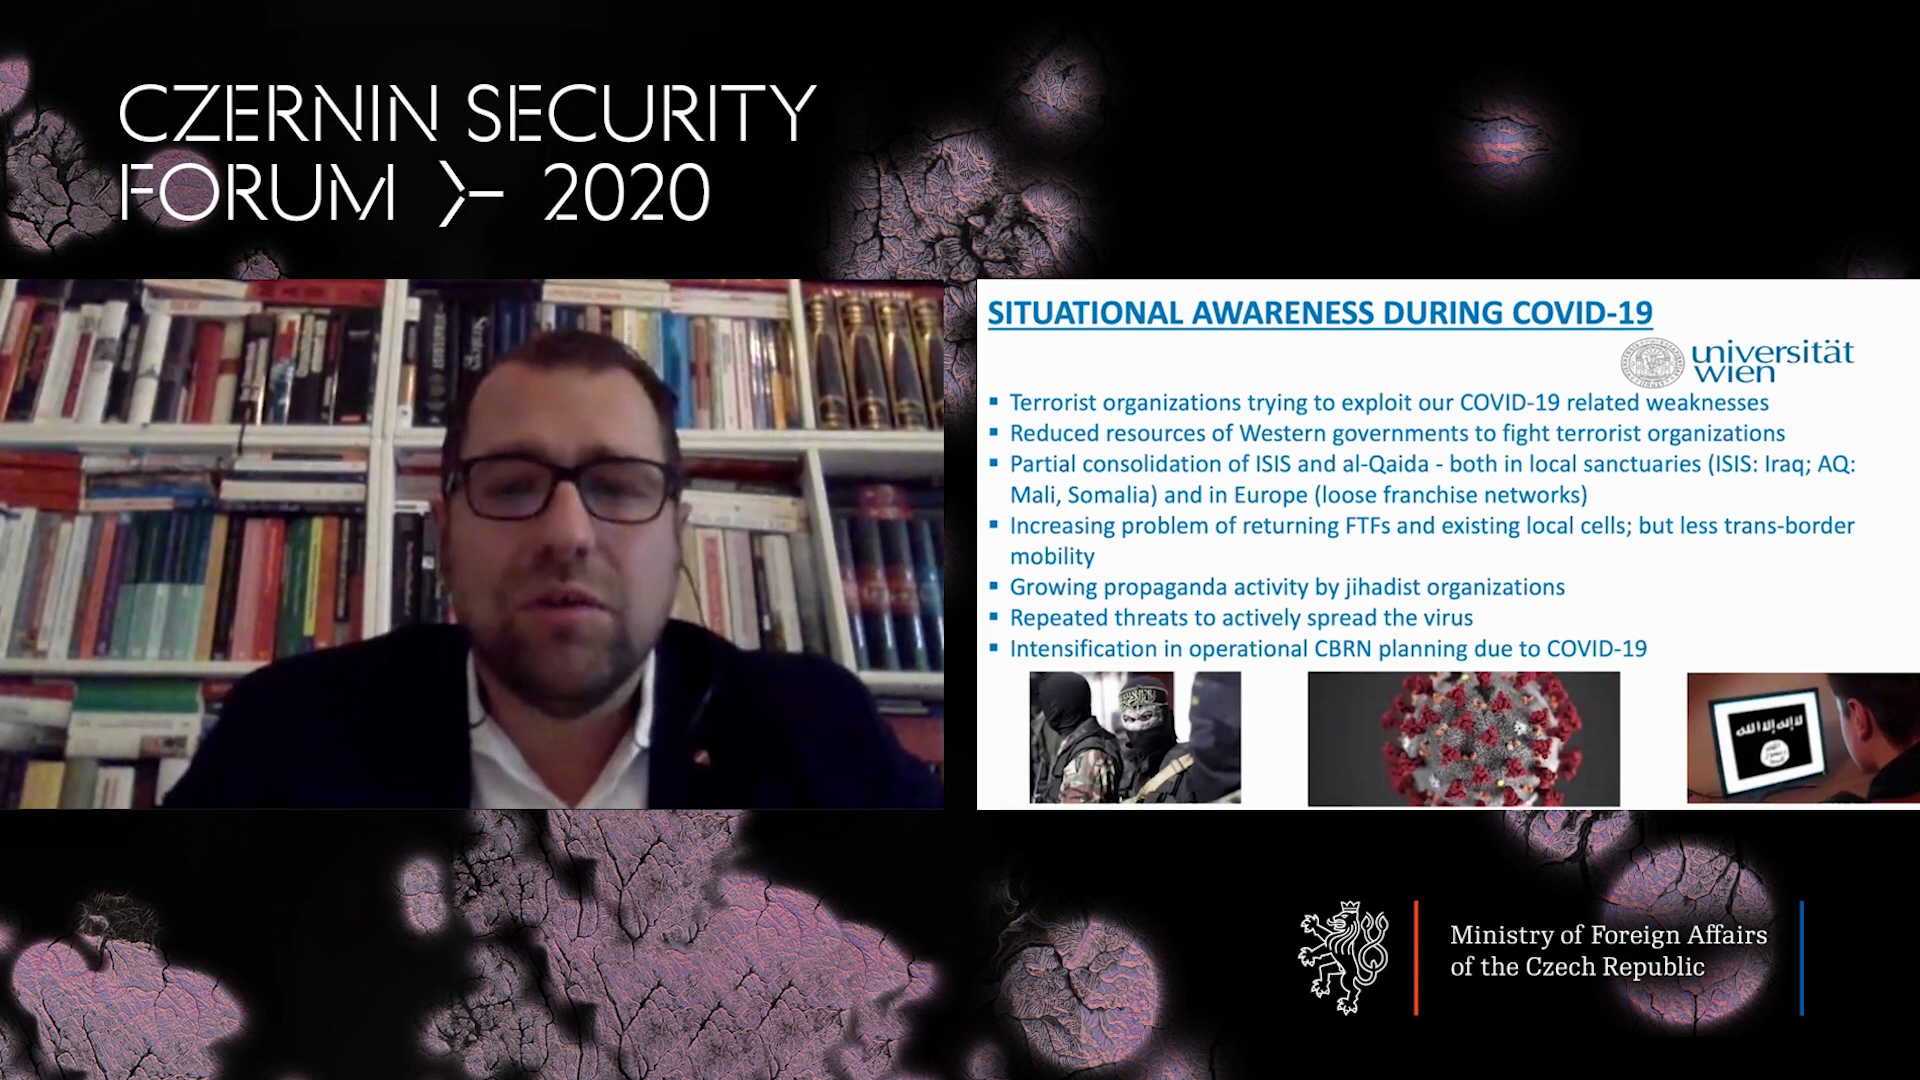 CZERNIN SECURITY
FORUM 2020
SITUATIONAL AWARENESS DURING COVID-19
universität
wien
Terrorist organizations trying to exploit our COVID-19 related weaknesses
Reduced resources of Western governments to fight terrorist organizations
Partial consolidation of ISIS and al-Qaida - both in local sanctuaries (ISIS: Iraq; AQ:
Mali, Somalia) and in Europe (loose franchise networks)
Increasing problem of returning FTFs and existing local cells; but less trans-border
mobility
Growing propaganda activity by jihadist organizations
Repeated threats to actively spread the virus
Intensification in operational CBRN planning due to COVID-19
لا إله إلا الله
Ministry of Foreign Affairs
of the Czech Republic